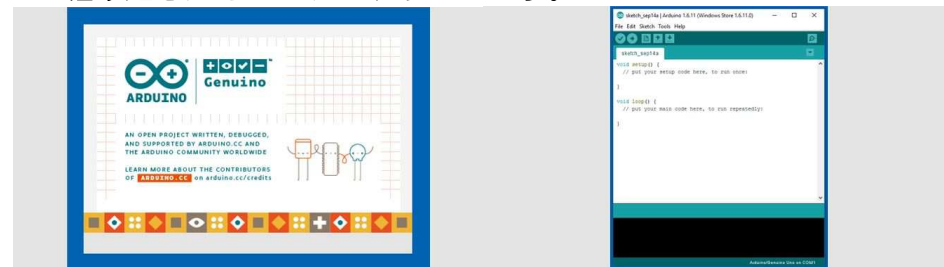 ARDUINO
Genuino
AN OPEN PROJECT WRITTEN, DEBUGGED,
AND SUPPORTED BY ARDUINO.CC AND
THE ARDUINO COMMUNITY WORLDWIDE
LEARN MORE ABOUT THE CONTRIBUTORS
OF ARDUINO.CC on arduino.cc/credits
sketch_sep14a | Arduino 1.6.11 (Windows Store 1.6.11.0)
File Edit Sketch Tools Help
sketch_sep14a
void setup() {
// put your setup code here, to run once:
}
void loop() {
// put your main code here, to run repeatedly:
}
Arduino/Genuino Uno on COM1